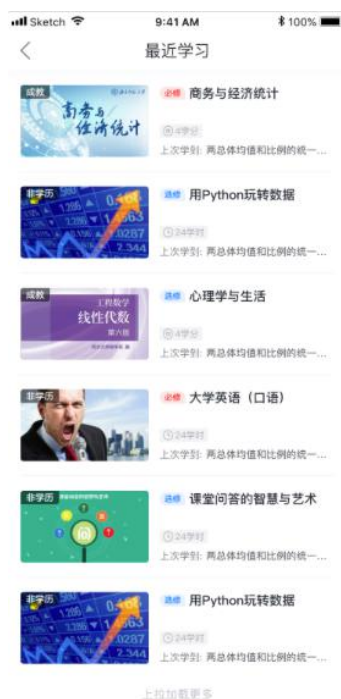 Sketch 9:41 AM 100%
最近学习
成教
商务与经济统计
必修 商务与经济统计
4学分
上次学到: 两总体均值和比例的统一...
非学历
选修 用Python玩转数据
24学时
上次学到: 两总体均值和比例的统一...
成教
工程数学
线性代数
第六版
选修 心理学与生活
4学分
上次学到: 两总体均值和比例的统一...
非学历
必修 大学英语（口语）
24学时
上次学到: 两总体均值和比例的统一...
非学历
选修 课堂问答的智慧与艺术
24学时
上次学到: 两总体均值和比例的统一...
非学历
选修 用Python玩转数据
24学时
上次学到: 两总体均值和比例的统一...
上拉加载更多